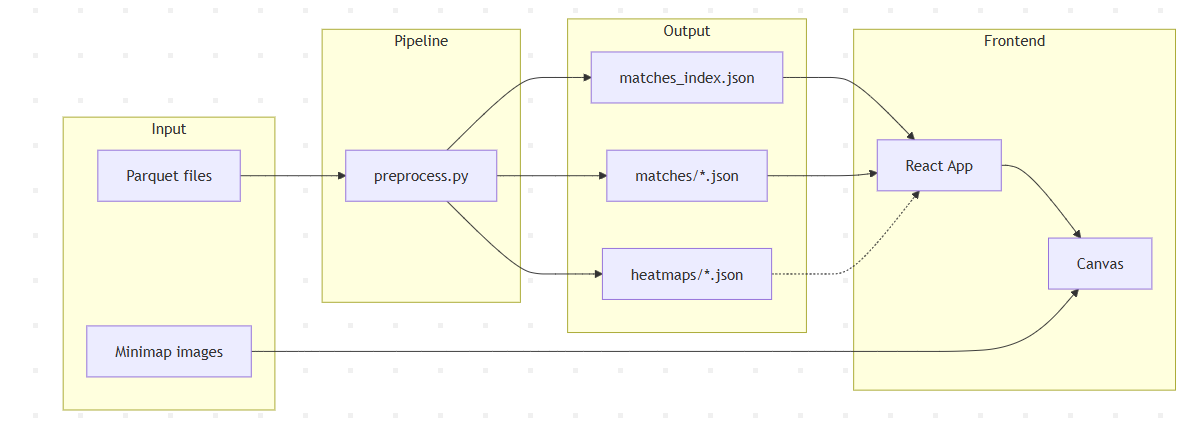 Input
Parquet files
Minimap images
Pipeline
preprocess.py
Output
matches_index.json
matches/*.json
heatmaps/*.json
Frontend
React App
Canvas